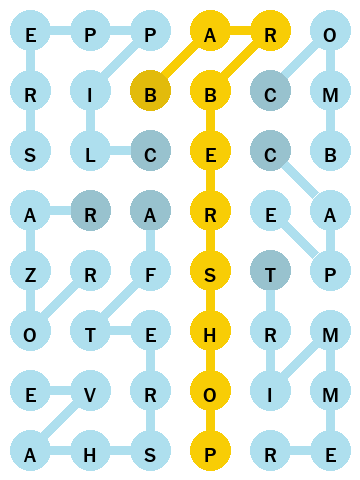 E P P A R O
R I B B C M
S L C E C B
A R A R E A
Z R F S T P
O T E H R M
E V R O I M
A H S P R E